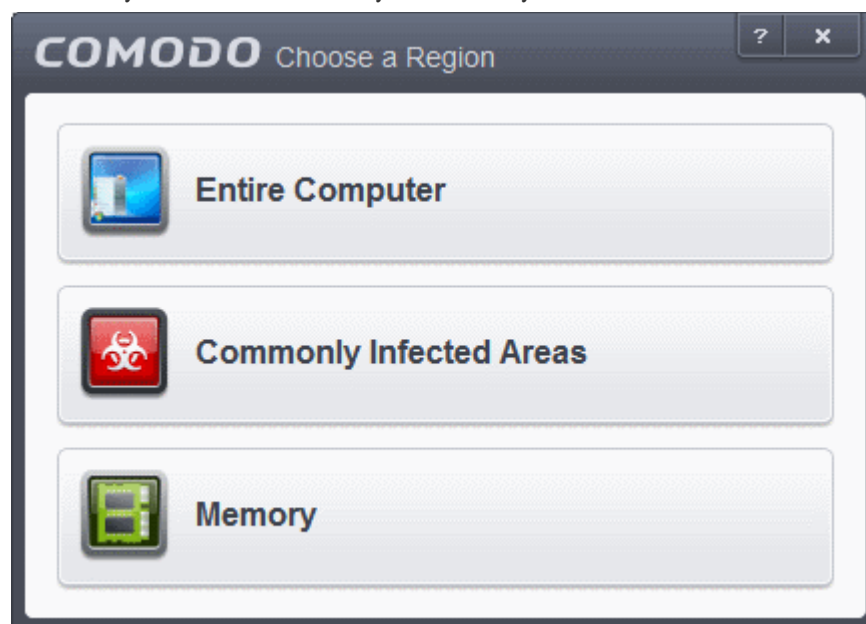 COMODO Choose a Region ? x
Entire Computer
Commonly Infected Areas
Memory